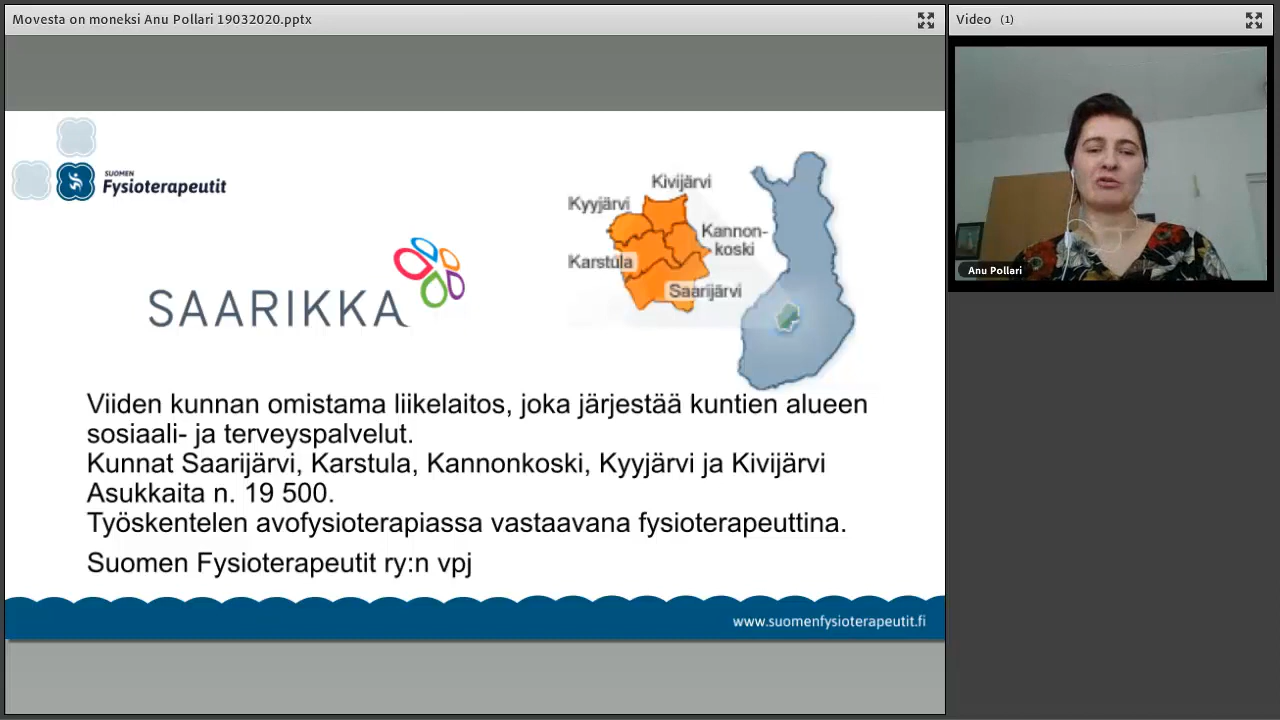 Movesta on moneksi Anu Pollari 19032020.pptx
Video (1)
SUOMEN
Fysioterapeutit
Kivijärvi
Kyyjärvi
Kannon-
koski
Karstula
Saarijärvi
SAARIKKA
Anu Pollari
Viiden kunnan omistama liikelaitos, joka järjestää kuntien alueen
sosiaali- ja terveyspalvelut.
Kunnat Saarijärvi, Karstula, Kannonkoski, Kyyjärvi ja Kivijärvi
Asukkaita n. 19 500.
Työskentelen avofysioterapiassa vastaavana fysioterapeuttina.
Suomen Fysioterapeutit ry:n vpj
www.suomenfysioterapeutit.fi